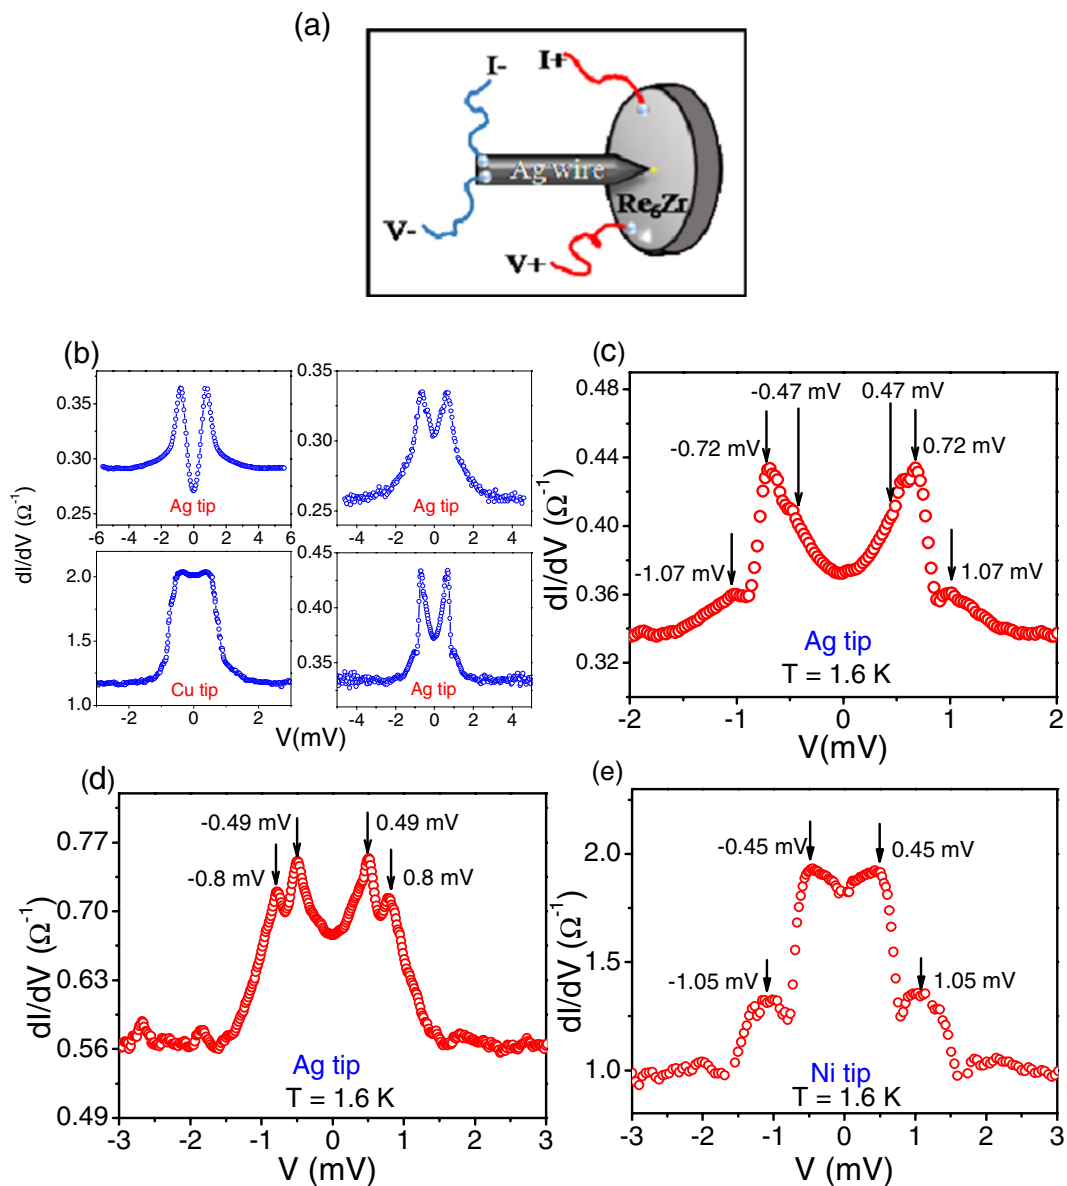 (a)
I-
I+
Ag wire
Re₆Zr
V-
V+
(b)
0.35
0.30
0.25
-6 -4 -2 0 2 4 6
Ag tip
0.35
0.30
0.25
-4 -2 0 2 4
Ag tip
2.0
1.5
1.0
-2 0 2
Cu tip
0.45
0.35
-4 -2 0 2 4
Ag tip
dI/dV (Ω⁻¹)
V(mV)
(c)
0.48
0.44
0.40
0.36
0.32
-0.47 mV
0.47 mV
-0.72 mV
0.72 mV
-1.07 mV
1.07 mV
Ag tip
T = 1.6 K
-2 -1 0 1 2
dI/dV (Ω⁻¹)
V(mV)
(d)
0.77
0.70
0.63
0.56
0.49
-0.49 mV
0.49 mV
-0.8 mV
0.8 mV
Ag tip
T = 1.6 K
-3 -2 -1 0 1 2 3
dI/dV (Ω⁻¹)
V (mV)
(e)
2.0
1.5
1.0
-0.45 mV
0.45 mV
-1.05 mV
1.05 mV
Ni tip
T = 1.6 K
-3 -2 -1 0 1 2 3
dI/dV (Ω⁻¹)
V (mV)